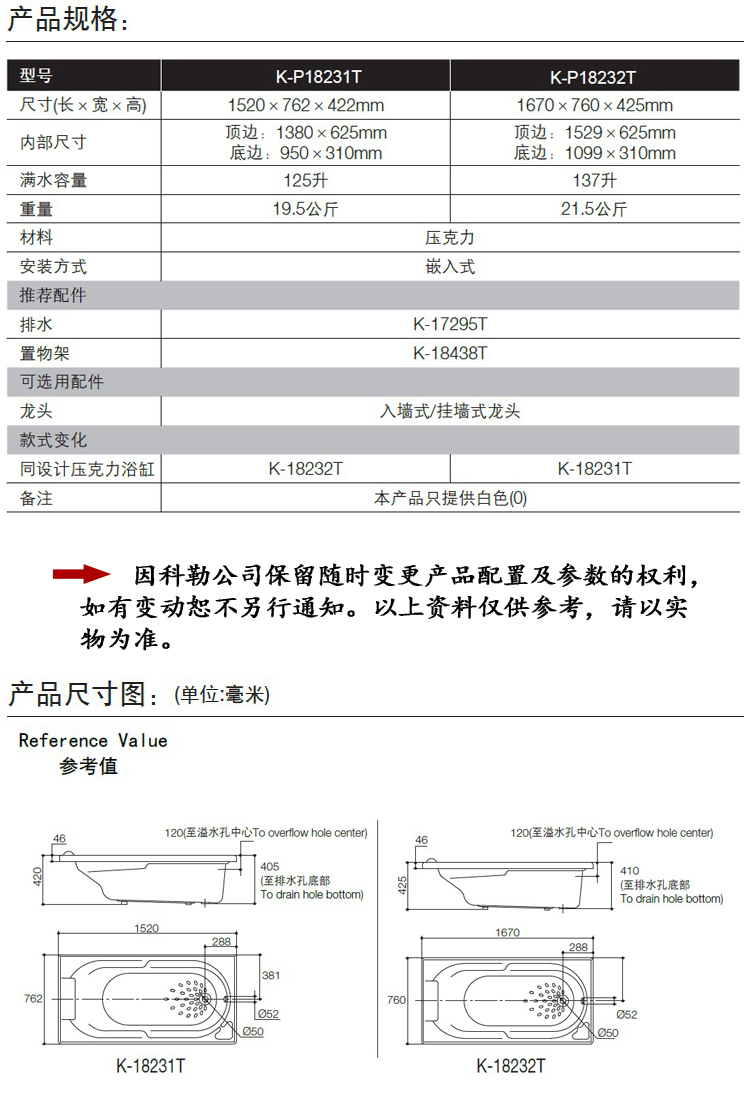 产品规格：
型号 K-P18231T K-P18232T
尺寸(长×宽×高) 1520×762×422mm 1670×760×425mm
内部尺寸 顶边：1380×625mm 顶边：1529×625mm
底边：950×310mm 底边：1099×310mm
满水容量 125升 137升
重量 19.5公斤 21.5公斤
材料 压克力
安装方式 嵌入式
推荐配件
排水 K-17295T
置物架 K-18438T
可选用配件
龙头 入墙式/挂墙式龙头
款式变化
同设计压克力浴缸 K-18232T K-18231T
备注 本产品只提供白色(0)
因科勒公司保留随时变更产品配置及参数的权利，
如有变动恕不另行通知。以上资料仅供参考，请以实
物为准。
产品尺寸图：(单位:毫米)
Reference Value
参考值
46 120(至溢水孔中心To overflow hole center)
420 405
(至排水孔底部
To drain hole bottom)
1520
288
762 381
Ø52
Ø50
K-18231T
46 120(至溢水孔中心To overflow hole center)
425 410
(至排水孔底部
To drain hole bottom)
1670
288
760
Ø52
Ø50
K-18232T